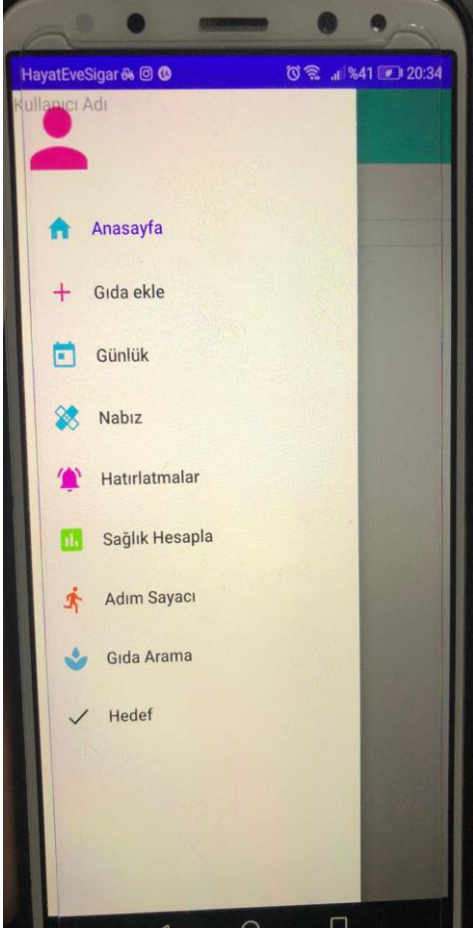 HayatEveSigar %41 20:34
Kullanıcı Adı
Anasayfa
Gıda ekle
Günlük
Nabız
Hatırlatmalar
Sağlık Hesapla
Adım Sayacı
Gıda Arama
Hedef